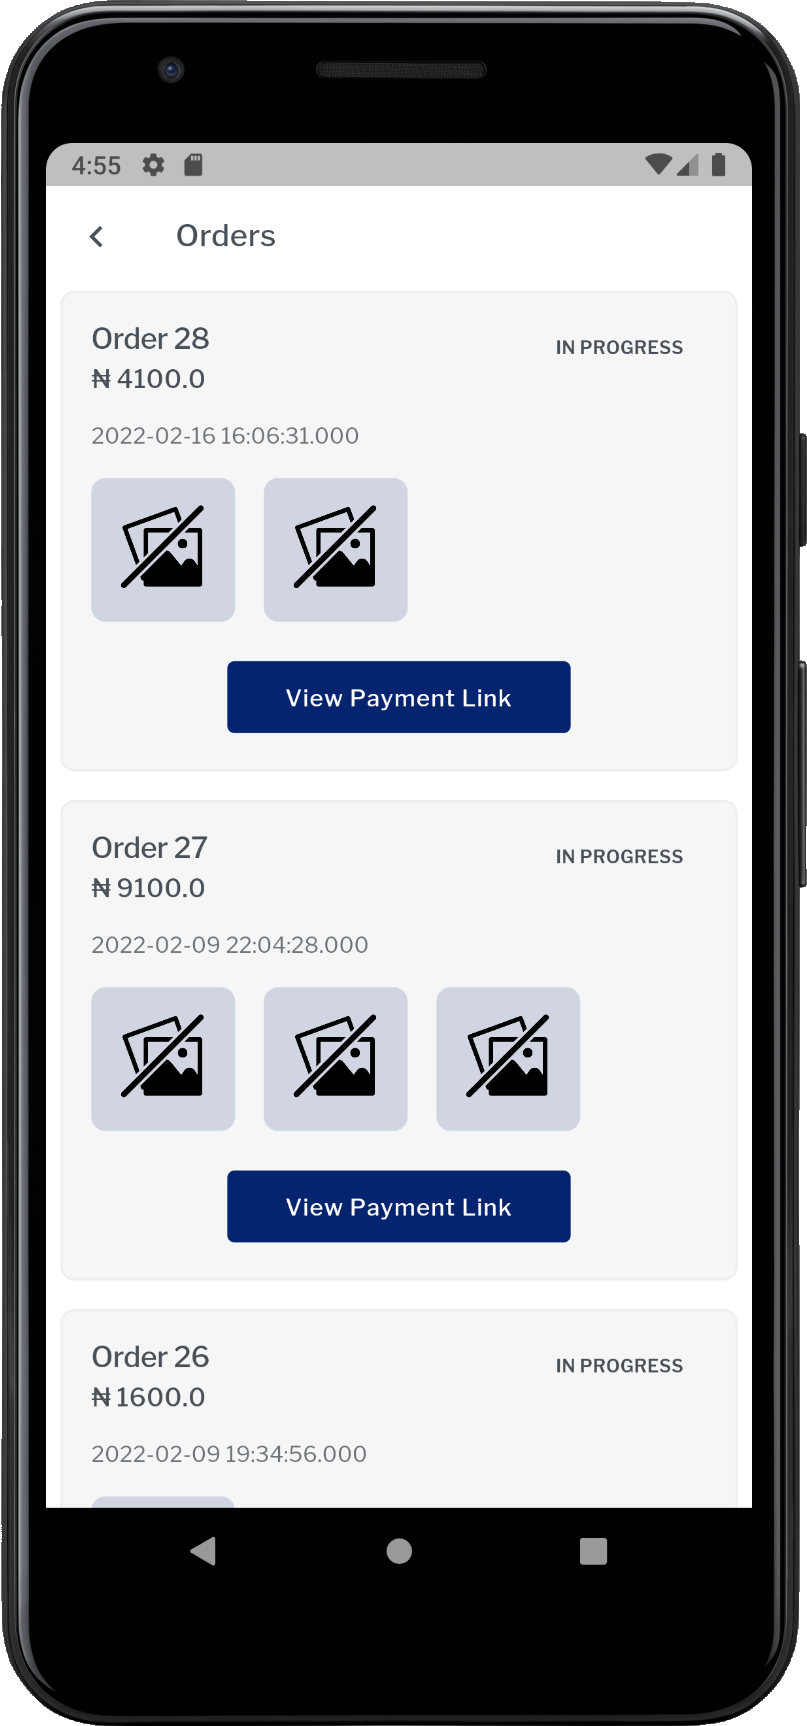 4:55
Orders
Order 28
IN PROGRESS
₦ 4100.0
2022-02-16 16:06:31.000
View Payment Link
Order 27
IN PROGRESS
₦ 9100.0
2022-02-09 22:04:28.000
View Payment Link
Order 26
IN PROGRESS
₦ 1600.0
2022-02-09 19:34:56.000